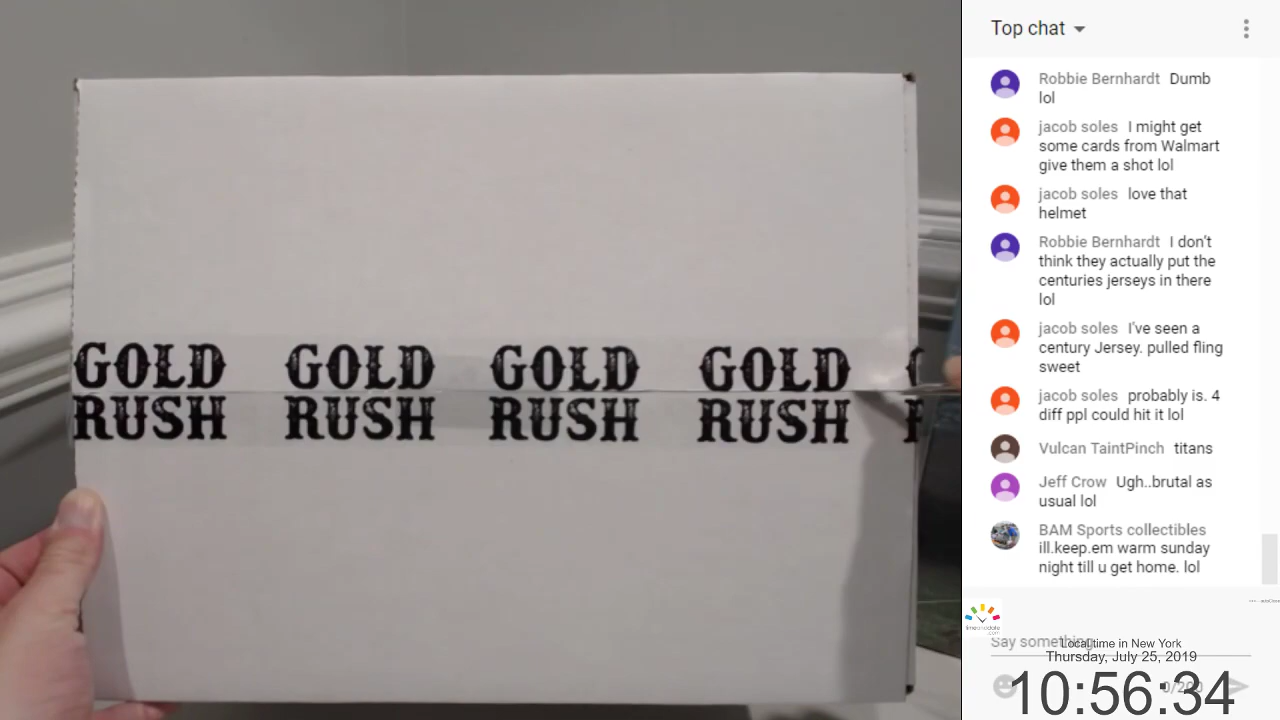 GOLD GOLD GOLD GOLD
RUSH RUSH RUSH RUSH
Top chat
Robbie Bernhardt Dumb
lol
jacob soles I might get
some cards from Walmart
give them a shot lol
jacob soles love that
helmet
Robbie Bernhardt I don't
think they actually put the
centuries jerseys in there
lol
jacob soles I've seen a
century Jersey. pulled fling
sweet
jacob soles probably is. 4
diff ppl could hit it lol
Vulcan TaintPinch titans
Jeff Crow Ugh..brutal as
usual lol
BAM Sports collectibles
ill.keep.em warm sunday
night till u get home. lol
Say something...
Local time in New York
Thursday, July 25, 2019
0/200
10:56:34